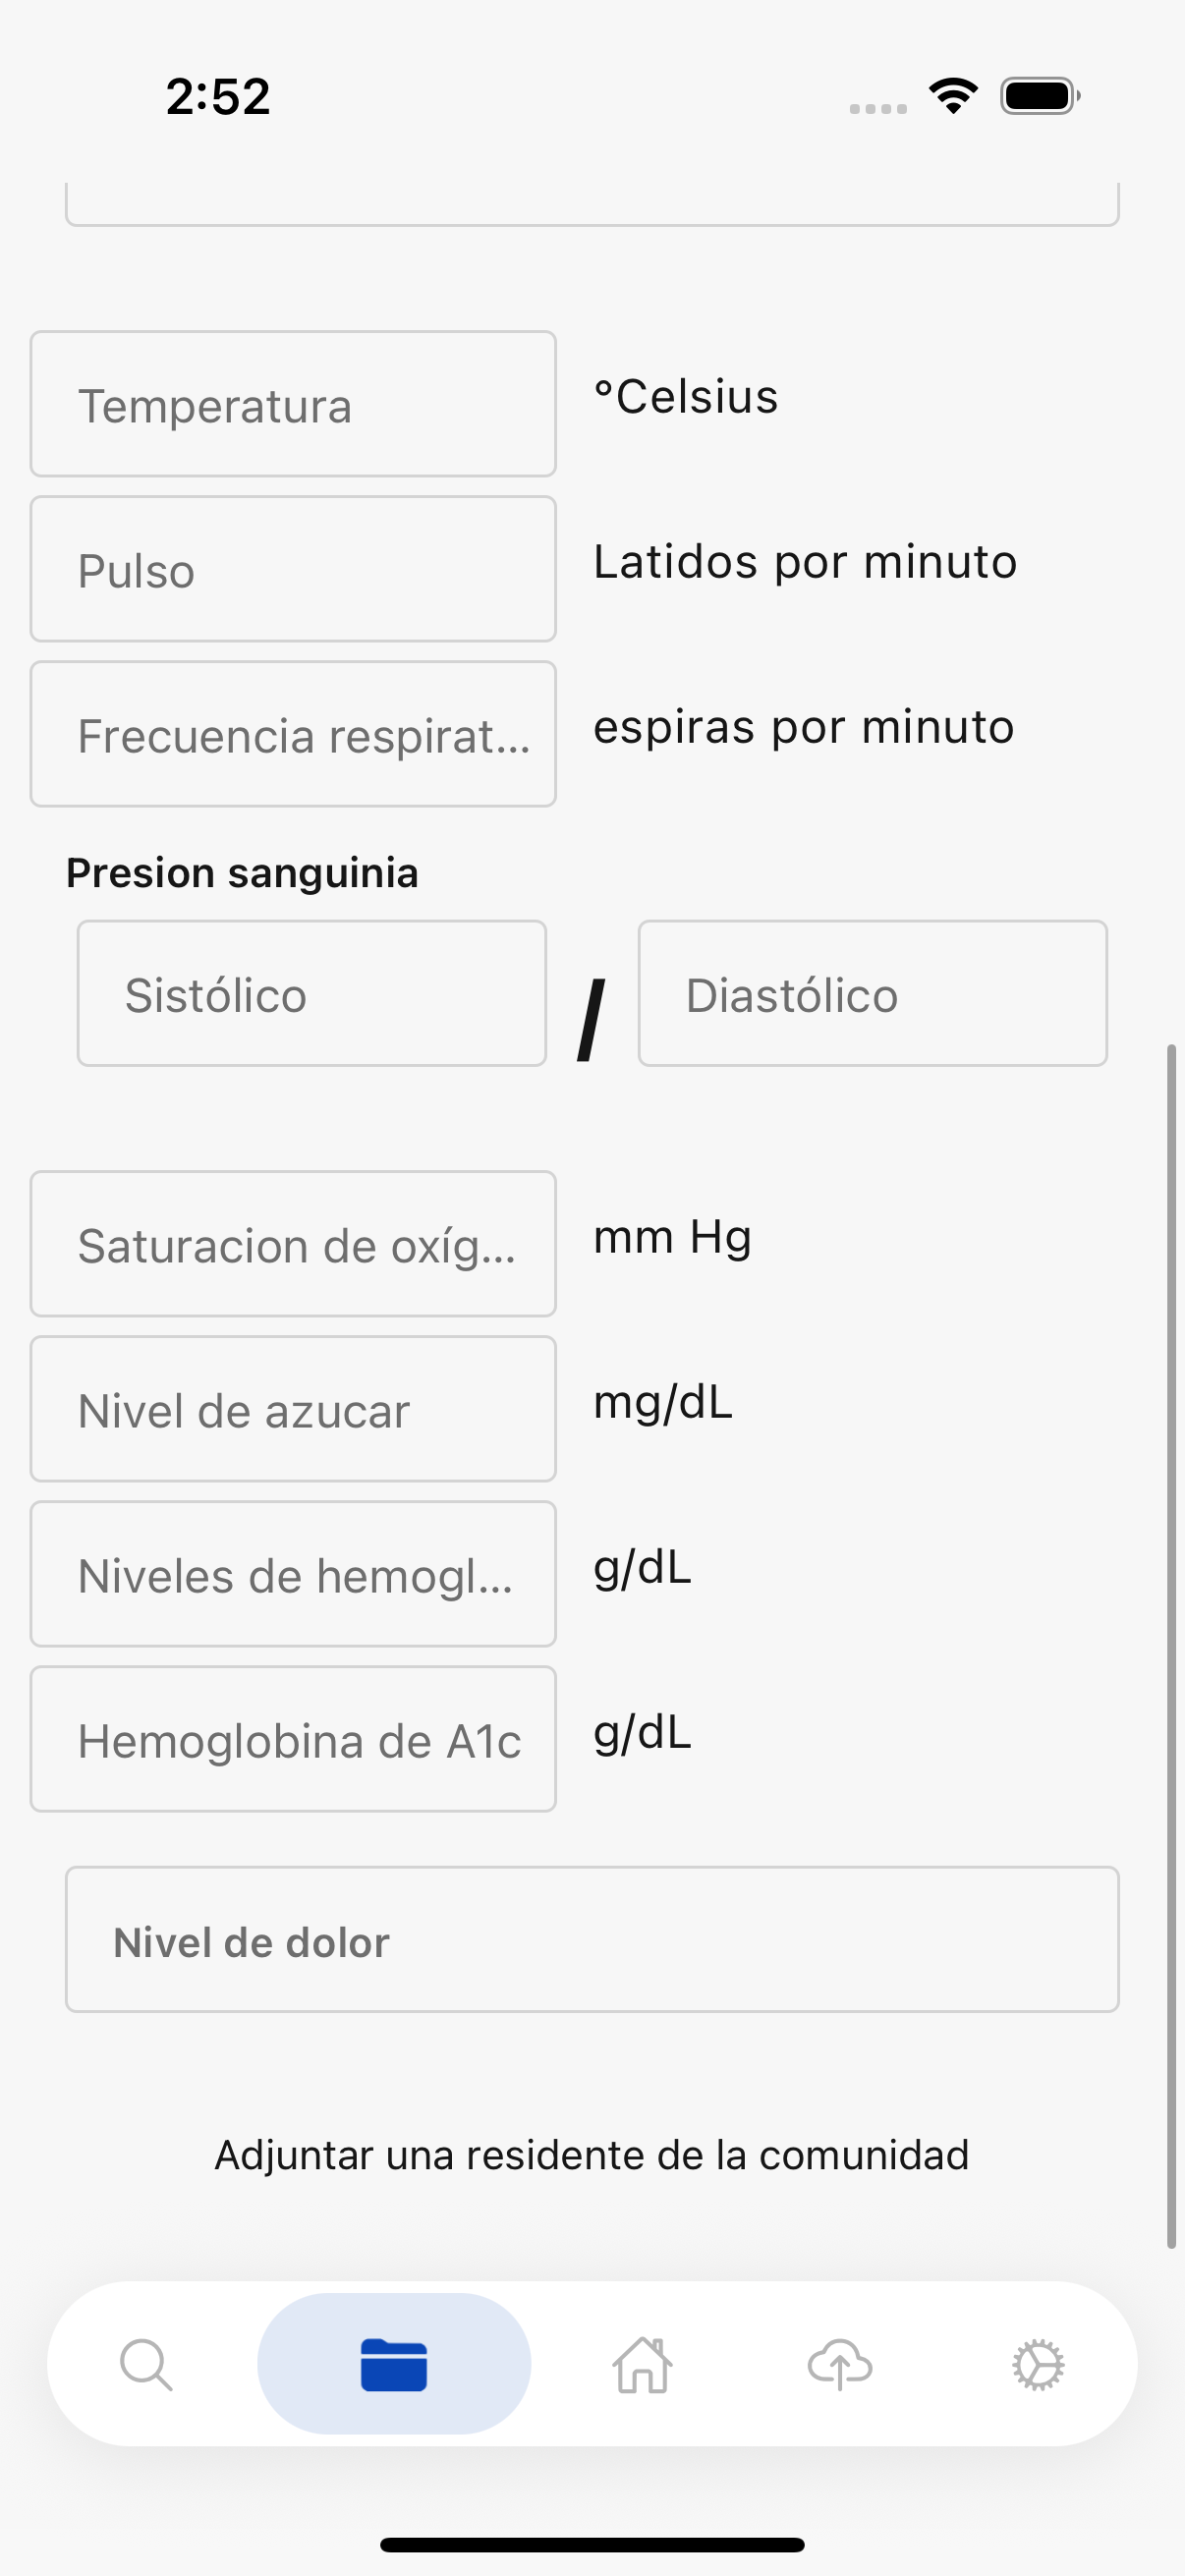 2:52
Temperatura
°Celsius
Pulso
Latidos por minuto
Frecuencia respirat...
espiras por minuto
Presion sanguinia
Sistólico
/
Diastólico
Saturacion de oxíg...
mm Hg
Nivel de azucar
mg/dL
Niveles de hemogl...
g/dL
Hemoglobina de A1c
g/dL
Nivel de dolor
Adjuntar una residente de la comunidad